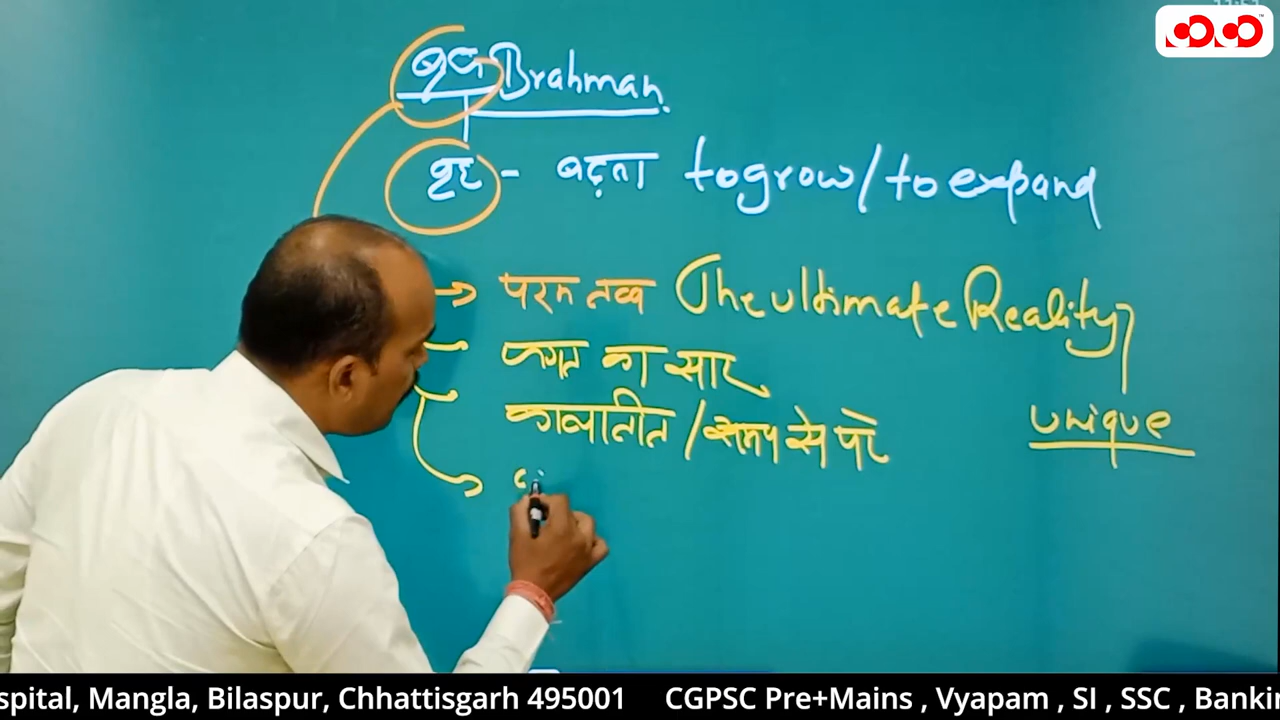 ब्रह्म Brahman
बृह - बढ़ना to grow / to expand
→ परम तत्व The ultimate Reality
जगत का सार
कालातीत / समय से परे
unique
spital, Mangla, Bilaspur, Chhattisgarh 495001 CGPSC Pre+Mains , Vyapam , SI , SSC , Bankin